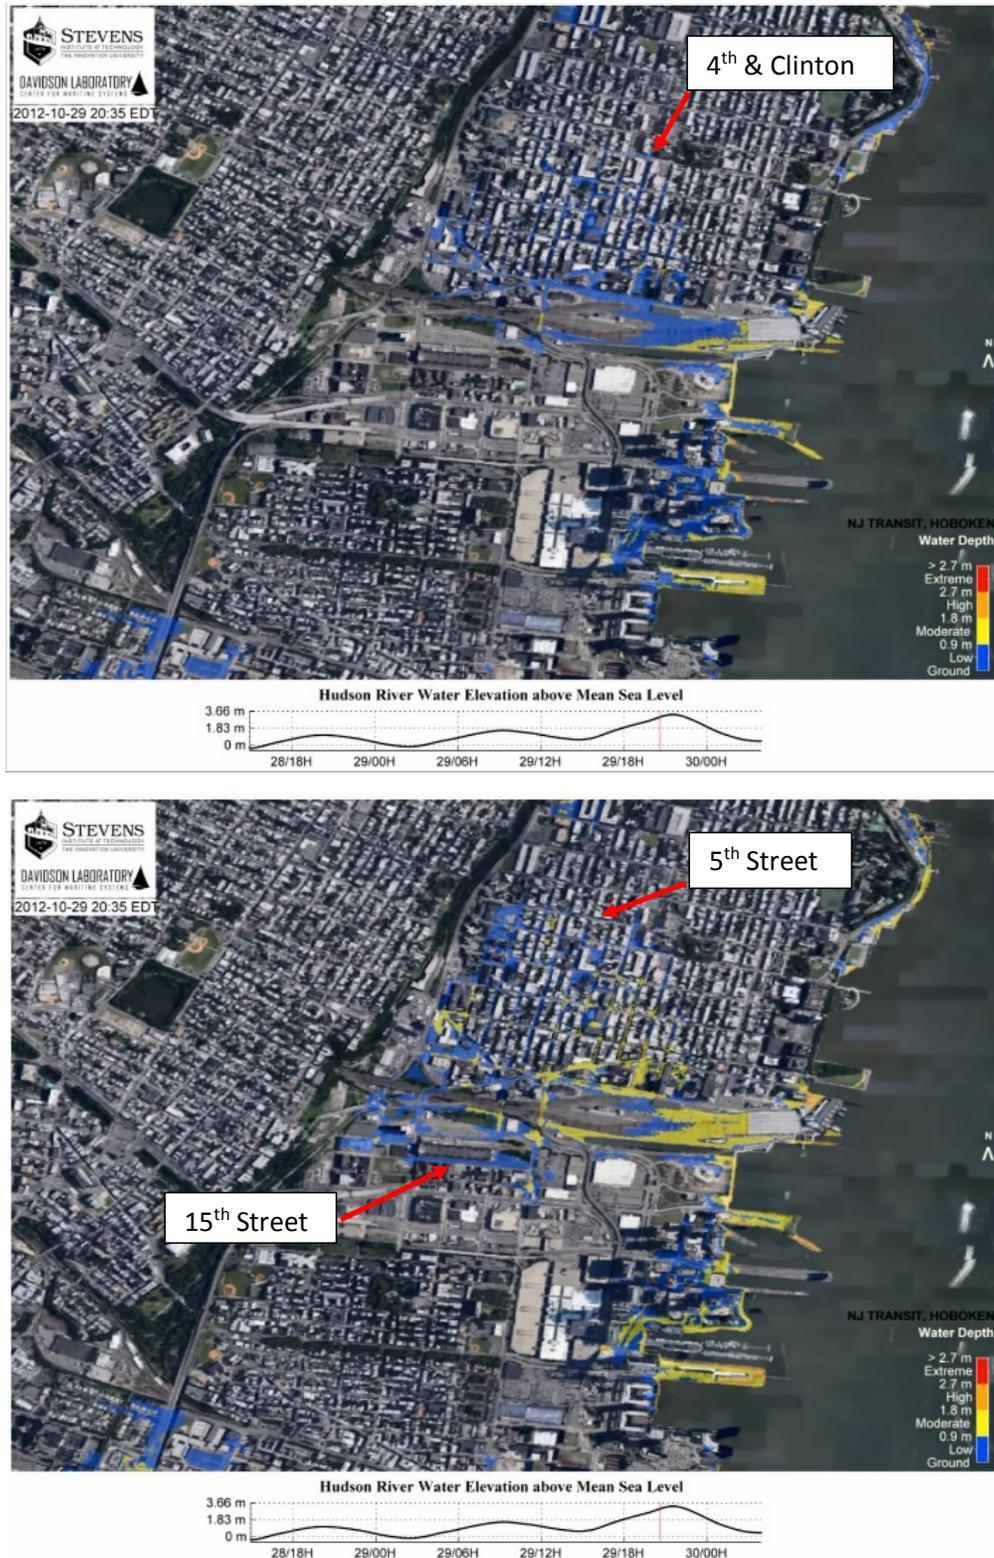 STEVENS
INSTITUTE of TECHNOLOGY
THE INNOVATION UNIVERSITY
DAVIDSON LABORATORY
CENTER FOR MARITIME SYSTEMS
2012-10-29 20:35 EDT
4th & Clinton
N
NJ TRANSIT, HOBOKEN
Water Depth
> 2.7 m
Extreme
2.7 m
High
1.8 m
Moderate
0.9 m
Low
Ground
Hudson River Water Elevation above Mean Sea Level
3.66 m
1.83 m
0 m
28/18H 29/00H 29/06H 29/12H 29/18H 30/00H
STEVENS
INSTITUTE of TECHNOLOGY
THE INNOVATION UNIVERSITY
DAVIDSON LABORATORY
CENTER FOR MARITIME SYSTEMS
2012-10-29 20:35 EDT
5th Street
N
15th Street
NJ TRANSIT, HOBOKEN
Water Depth
> 2.7 m
Extreme
2.7 m
High
1.8 m
Moderate
0.9 m
Low
Ground
Hudson River Water Elevation above Mean Sea Level
3.66 m
1.83 m
0 m
28/18H 29/00H 29/06H 29/12H 29/18H 30/00H